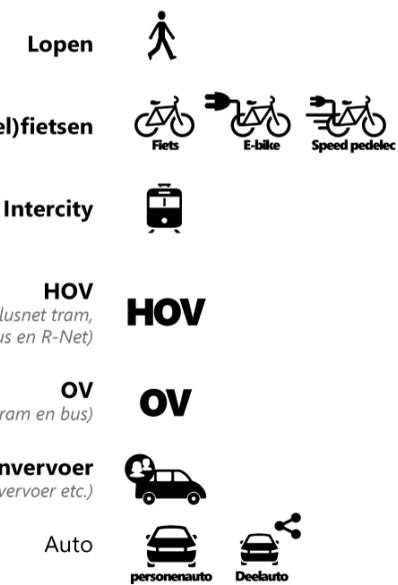 Lopen
el)fietsen
Fiets E-bike Speed pedelec
Intercity
HOV
lusnet tram,
us en R-Net)
HOV
OV
ram en bus)
OV
nvervoer
vervoer etc.)
Auto
personenauto Deelauto